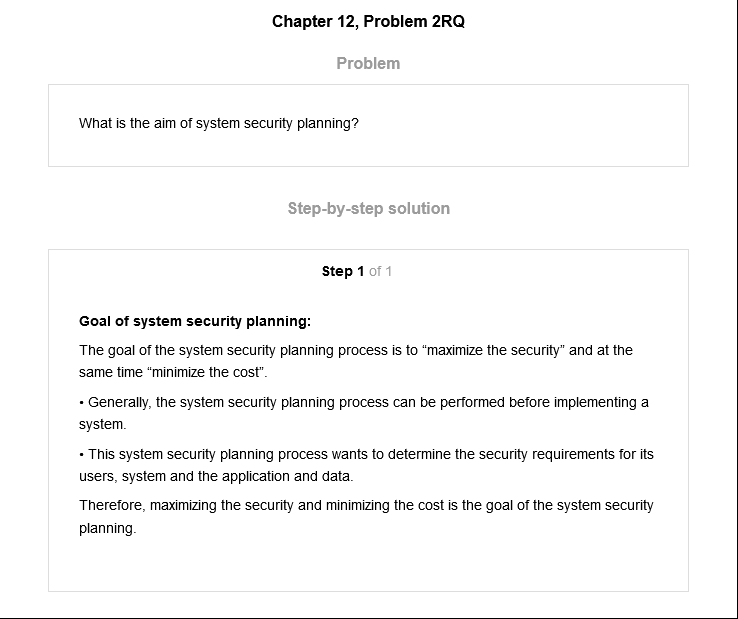 Chapter 12, Problem 2RQ
Problem
What is the aim of system security planning?
Step-by-step solution
Step 1 of 1
Goal of system security planning:
The goal of the system security planning process is to “maximize the security” and at the
same time “minimize the cost”.
• Generally, the system security planning process can be performed before implementing a
system.
• This system security planning process wants to determine the security requirements for its
users, system and the application and data.
Therefore, maximizing the security and minimizing the cost is the goal of the system security
planning.